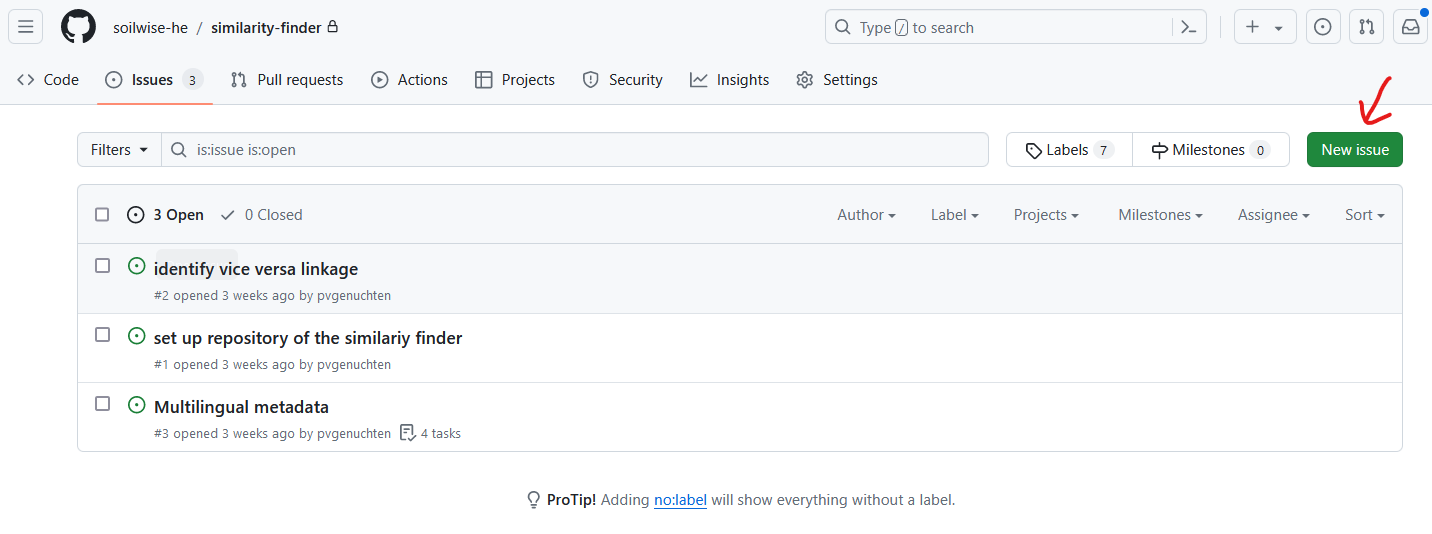 soilwise-he / similarity-finder
Type / to search
Code Issues 3 Pull requests Actions Projects Security Insights Settings
Filters is:issue is:open Labels 7 Milestones 0 New issue
3 Open 0 Closed Author Label Projects Milestones Assignee Sort
identify vice versa linkage
#2 opened 3 weeks ago by pvgenuchten
set up repository of the similariy finder
#1 opened 3 weeks ago by pvgenuchten
Multilingual metadata
#3 opened 3 weeks ago by pvgenuchten 4 tasks
ProTip! Adding no:label will show everything without a label.